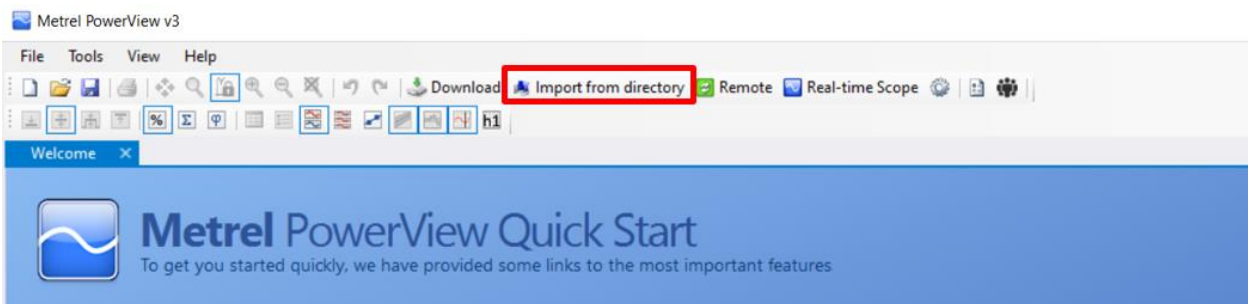 Metrel PowerView v3
File Tools View Help
Download Import from directory Remote Real-time Scope
% Σ φ h1
Welcome ×
Metrel PowerView Quick Start
To get you started quickly, we have provided some links to the most important features